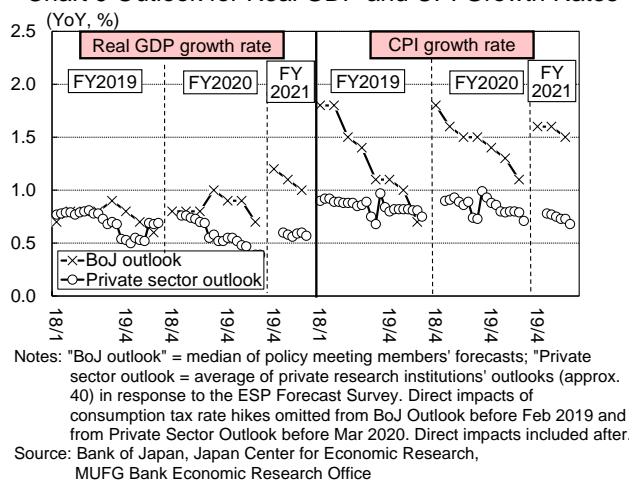 (YoY, %)
Real GDP growth rate
CPI growth rate
FY2019
FY2020
FY
2021
FY2019
FY2020
FY
2021
2.5
2.0
1.5
1.0
0.5
0.0
BoJ outlook
Private sector outlook
18/1
19/4
18/4
19/4
19/4
18/1
19/4
18/4
19/4
19/4
Notes: "BoJ outlook" = median of policy meeting members' forecasts; "Private
sector outlook = average of private research institutions' outlooks (approx.
40) in response to the ESP Forecast Survey. Direct impacts of
consumption tax rate hikes omitted from BoJ Outlook before Feb 2019 and
from Private Sector Outlook before Mar 2020. Direct impacts included after.
Source: Bank of Japan, Japan Center for Economic Research,
MUFG Bank Economic Research Office